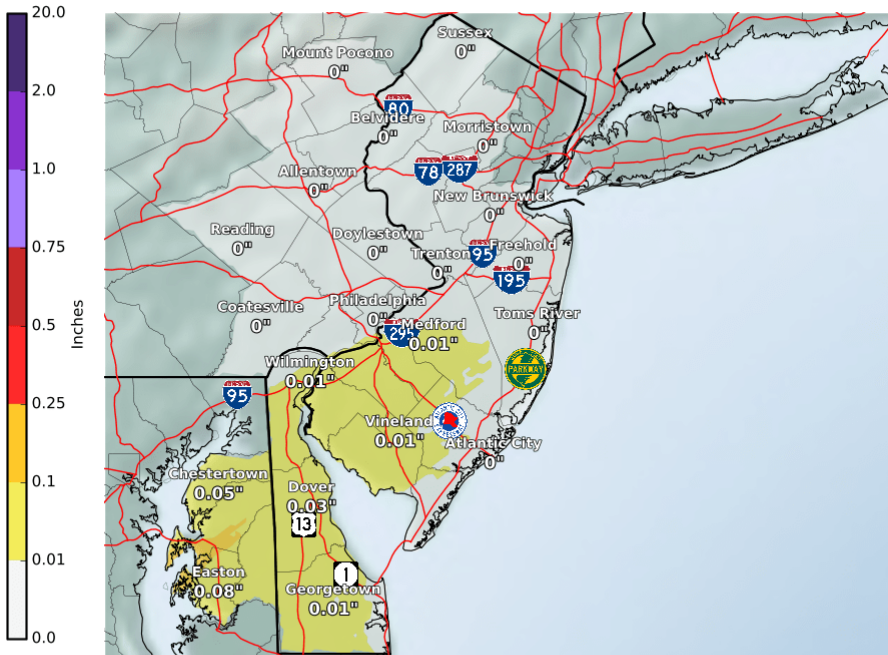 20.0
2.0
1.0
0.75
0.5
0.25
0.1
0.01
0.0
Inches
Sussex
0"
Mount Pocono
0"
80
Belvidere
0"
Morristown
0"
Allentown
0"
78
287
New Brunswick
0"
Reading
0"
Doylestown
0"
Trenton
0"
95
Freehold
0"
195
Coatesville
0"
Philadelphia
0"
295
Medford
0.01"
Toms River
0"
Wilmington
0.01"
PARKWAY
95
Vineland
0.01"
Atlantic City
0"
Chestertown
0.05"
Dover
0.03"
13
Easton
0.08"
1
Georgetown
0.01"